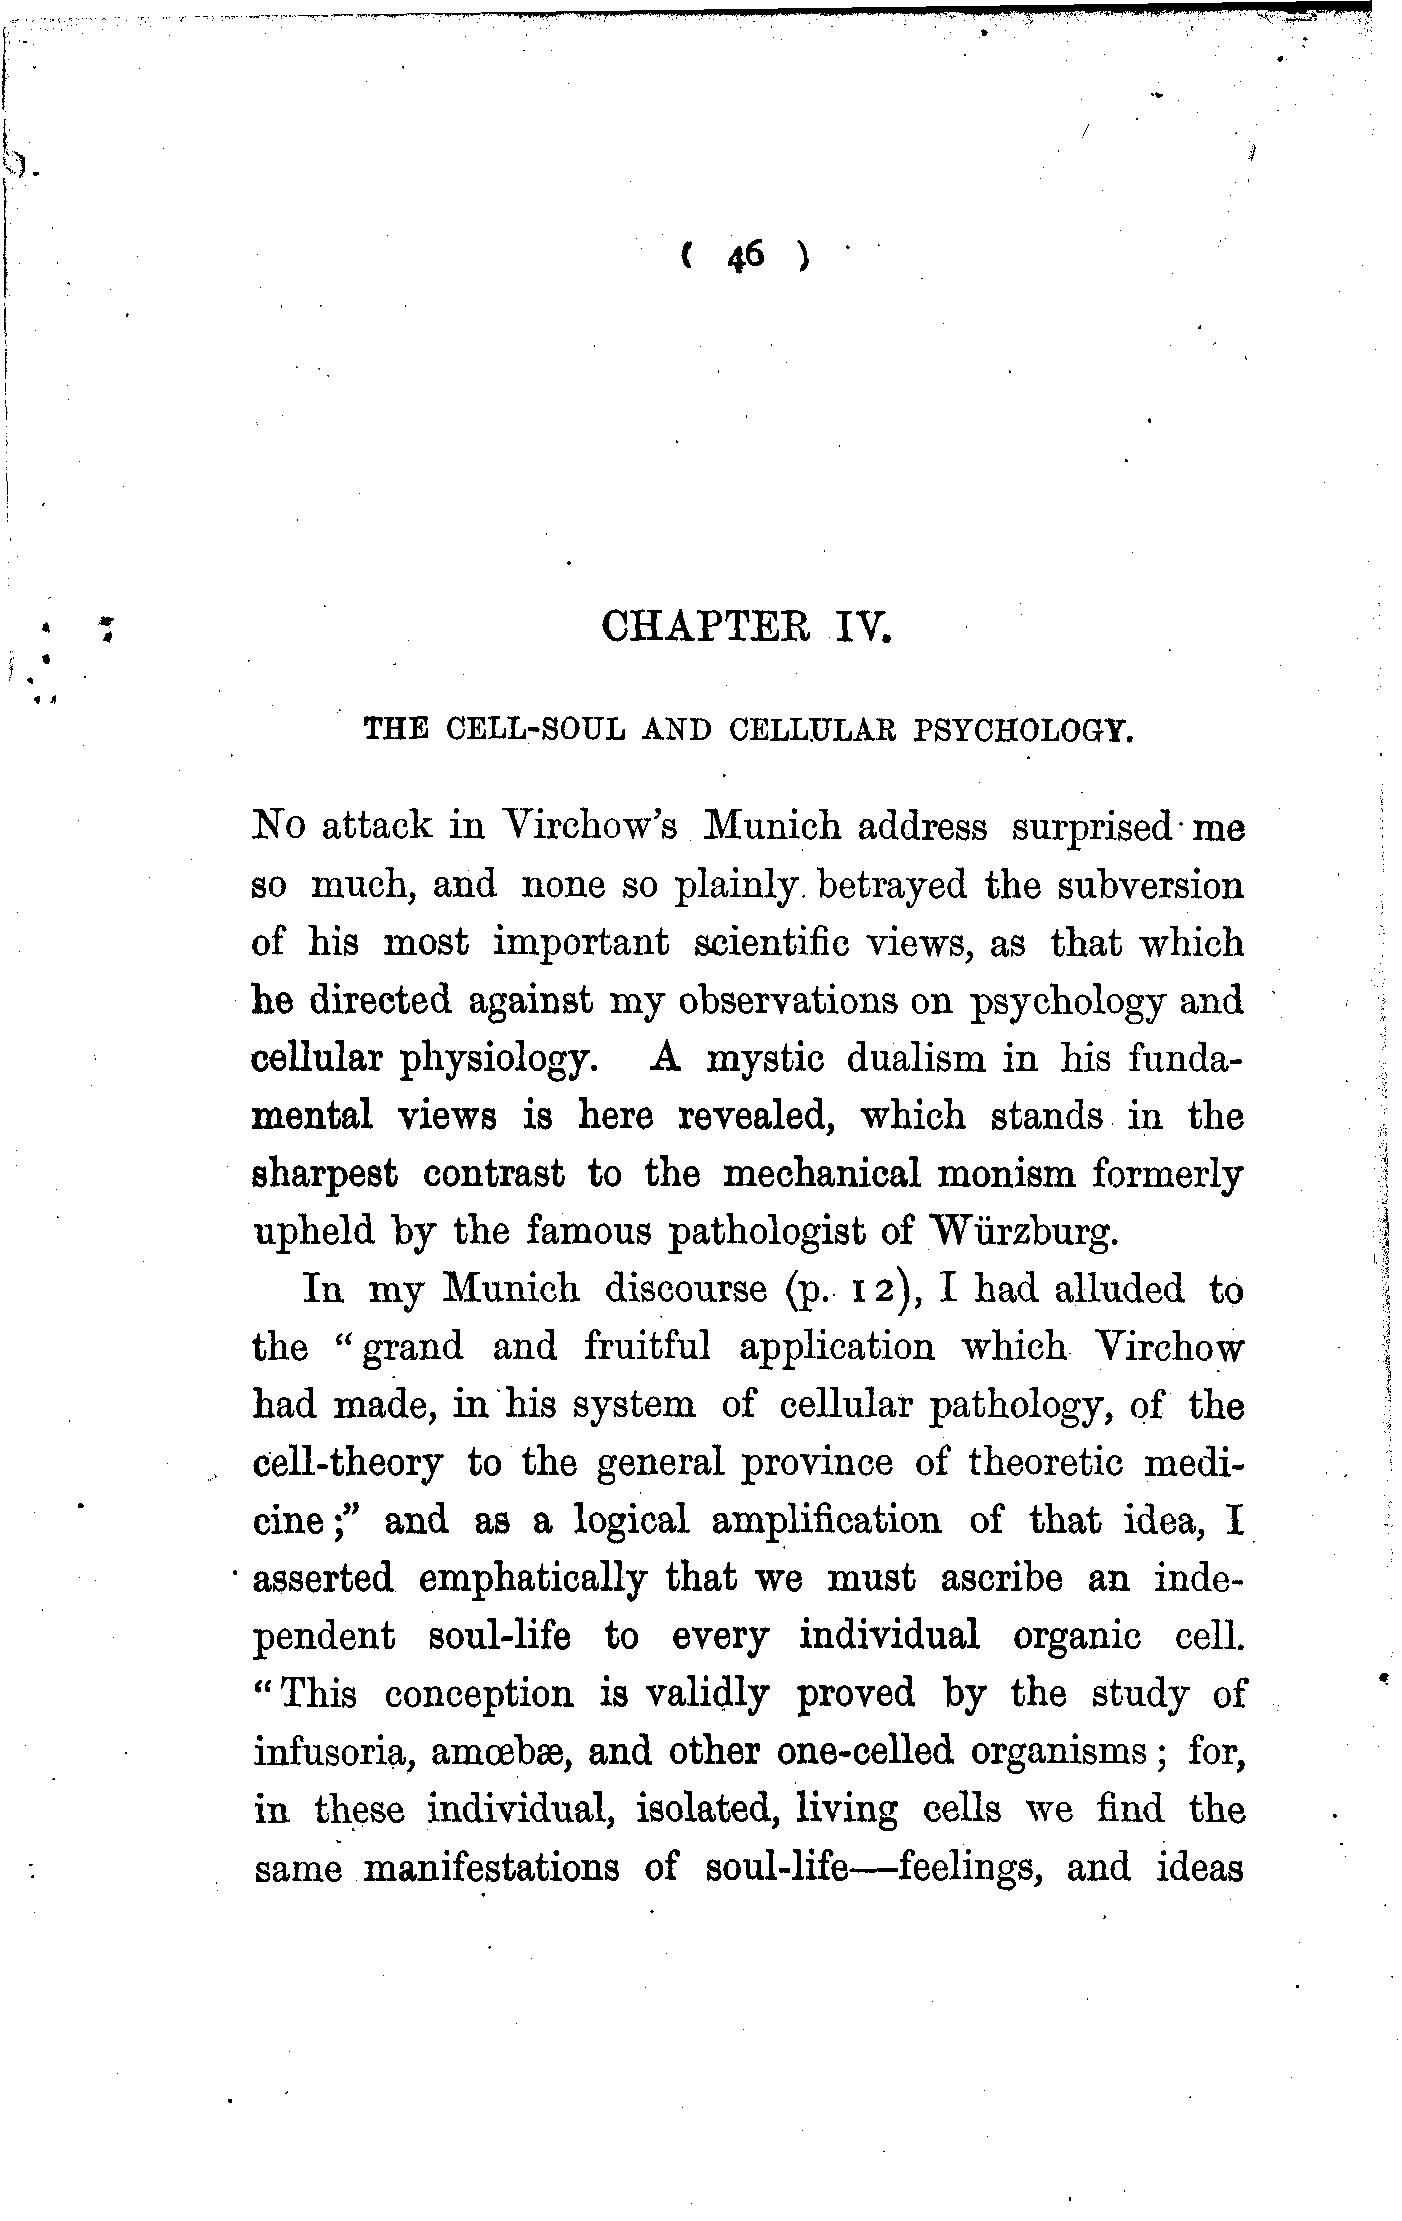 ( 46 )
CHAPTER IV.
THE CELL-SOUL AND CELLULAR PSYCHOLOGY.
No attack in Virchow's Munich address surprised me
so much, and none so plainly betrayed the subversion
of his most important scientific views, as that which
he directed against my observations on psychology and
cellular physiology. A mystic dualism in his funda-
mental views is here revealed, which stands in the
sharpest contrast to the mechanical monism formerly
upheld by the famous pathologist of Würzburg.
In my Munich discourse (p. 12), I had alluded to
the “grand and fruitful application which Virchow
had made, in his system of cellular pathology, of the
cell-theory to the general province of theoretic medi-
cine;” and as a logical amplification of that idea, I
asserted emphatically that we must ascribe an inde-
pendent soul-life to every individual organic cell.
“This conception is validly proved by the study of
infusoria, amœbæ, and other one-celled organisms; for,
in these individual, isolated, living cells we find the
same manifestations of soul-life—feelings, and ideas